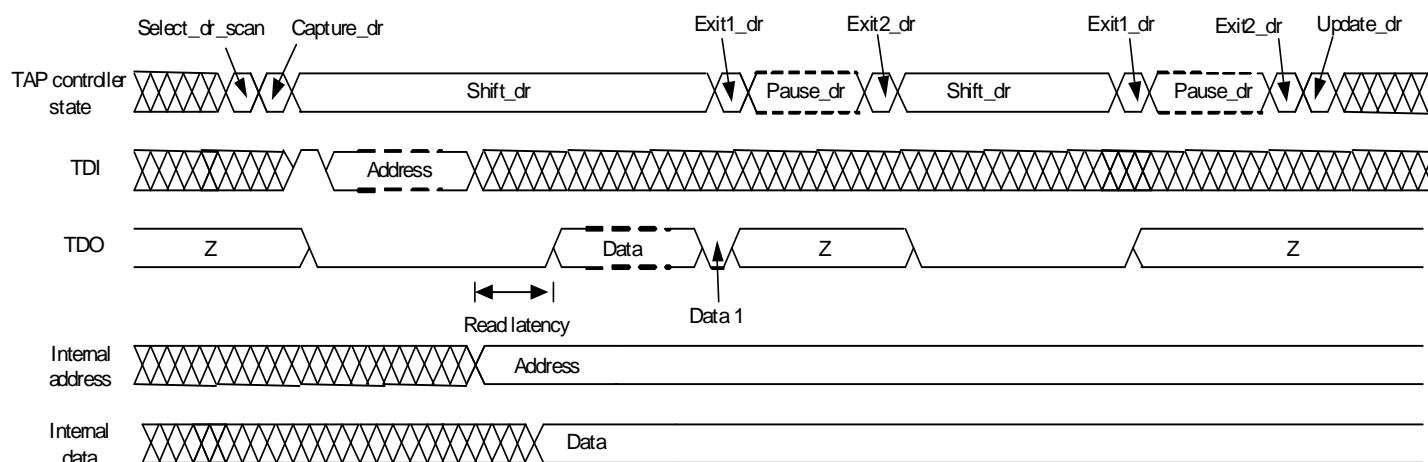 Select_dr_scan Capture_dr Exit1_dr Exit2_dr Exit1_dr Exit2_dr Update_dr
TAP controller
state
Shift_dr Pause_dr Shift_dr Pause_dr
TDI Address
TDO Z Data Z Z
Read latency Data 1
Internal
address
Address
Internal
data
Data